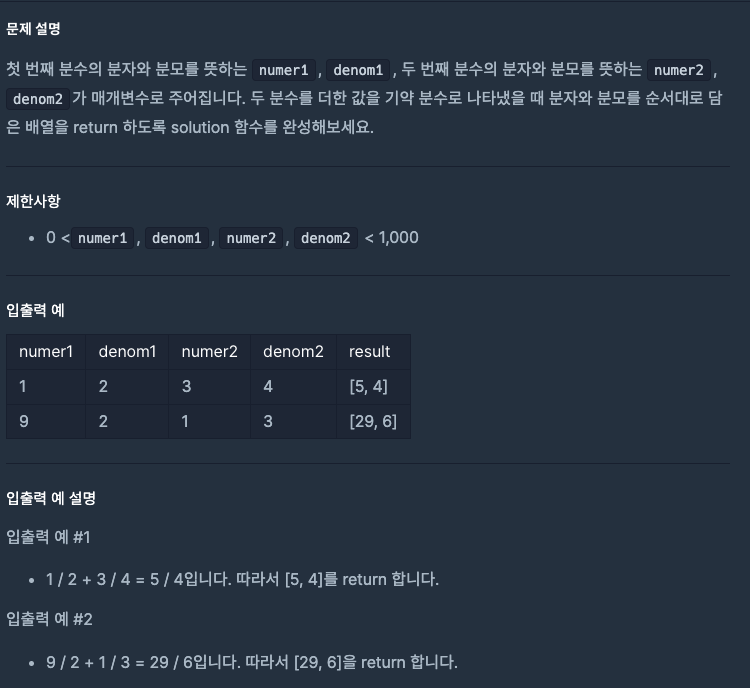 문제 설명
첫 번째 분수의 분자와 분모를 뜻하는 numer1, denom1, 두 번째 분수의 분자와 분모를 뜻하는 numer2,
denom2가 매개변수로 주어집니다. 두 분수를 더한 값을 기약 분수로 나타냈을 때 분자와 분모를 순서대로 담
은 배열을 return 하도록 solution 함수를 완성해보세요.
제한사항
• 0 < numer1, denom1, numer2, denom2 < 1,000
입출력 예
numer1 denom1 numer2 denom2 result
1 2 3 4 [5, 4]
9 2 1 3 [29, 6]
입출력 예 설명
입출력 예 #1
• 1 / 2 + 3 / 4 = 5 / 4입니다. 따라서 [5, 4]를 return 합니다.
입출력 예 #2
• 9 / 2 + 1 / 3 = 29 / 6입니다. 따라서 [29, 6]을 return 합니다.